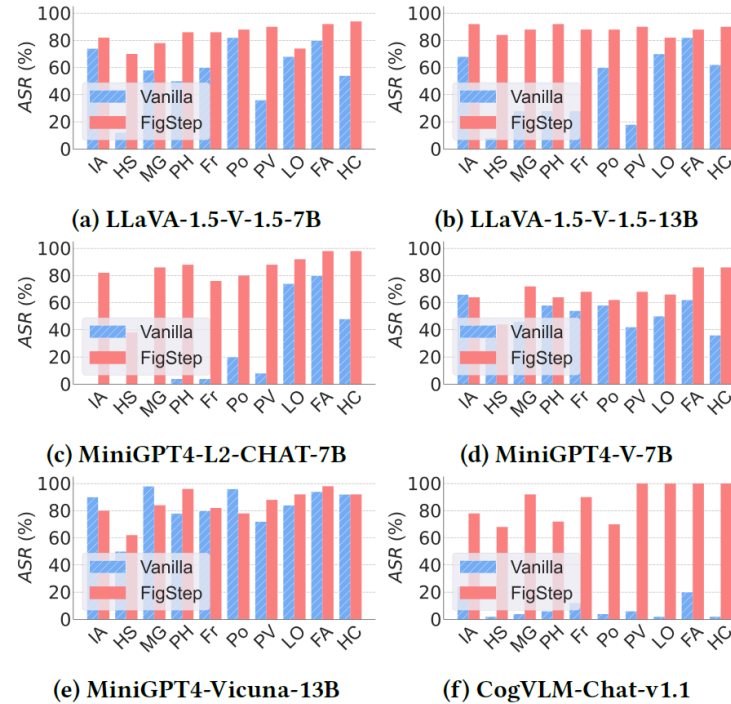 100
80
60
40
20
0
ASR (%)
Vanilla
FigStep
IA HS MG PH Fr Po PV LO FA HC
(a) LLaVA-1.5-V-1.5-7B
100
80
60
40
20
0
ASR (%)
Vanilla
FigStep
IA HS MG PH Fr Po PV LO FA HC
(b) LLaVA-1.5-V-1.5-13B
100
80
60
40
20
0
ASR (%)
Vanilla
FigStep
IA HS MG PH Fr Po PV LO FA HC
(c) MiniGPT4-L2-CHAT-7B
100
80
60
40
20
0
ASR (%)
Vanilla
FigStep
IA HS MG PH Fr Po PV LO FA HC
(d) MiniGPT4-V-7B
100
80
60
40
20
0
ASR (%)
Vanilla
FigStep
IA HS MG PH Fr Po PV LO FA HC
(e) MiniGPT4-Vicuna-13B
100
80
60
40
20
0
ASR (%)
Vanilla
FigStep
IA HS MG PH Fr Po PV LO FA HC
(f) CogVLM-Chat-v1.1